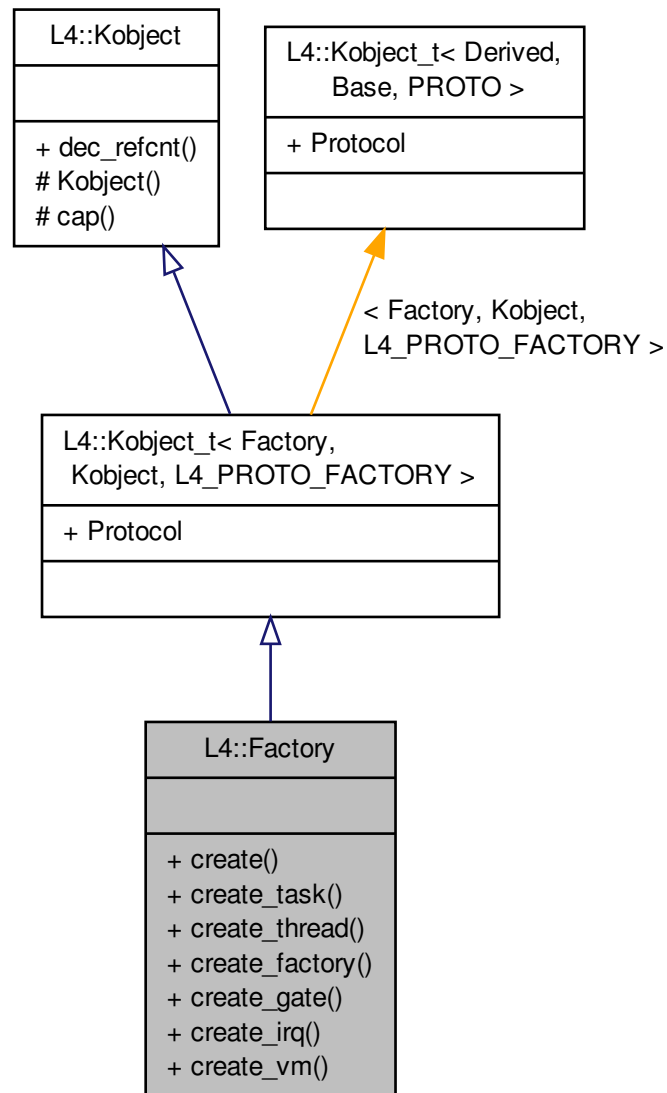 L4::Kobject
+ dec_refcnt()
# Kobject()
# cap()
L4::Kobject_t< Derived,
Base, PROTO >
+ Protocol
< Factory, Kobject,
L4_PROTO_FACTORY >
L4::Kobject_t< Factory,
Kobject, L4_PROTO_FACTORY >
+ Protocol
L4::Factory
+ create()
+ create_task()
+ create_thread()
+ create_factory()
+ create_gate()
+ create_irq()
+ create_vm()